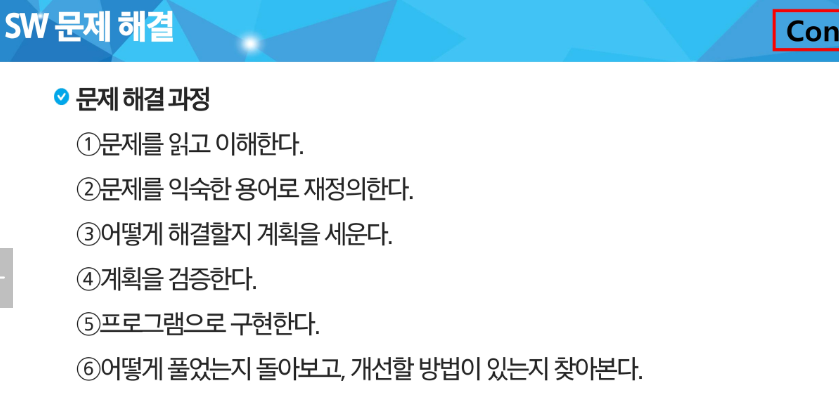 SW 문제 해결
Con
문제 해결 과정
①문제를 읽고 이해한다.
②문제를 익숙한 용어로 재정의한다.
③어떻게 해결할지 계획을 세운다.
④계획을 검증한다.
⑤프로그램으로 구현한다.
⑥어떻게 풀었는지 돌아보고, 개선할 방법이 있는지 찾아본다.